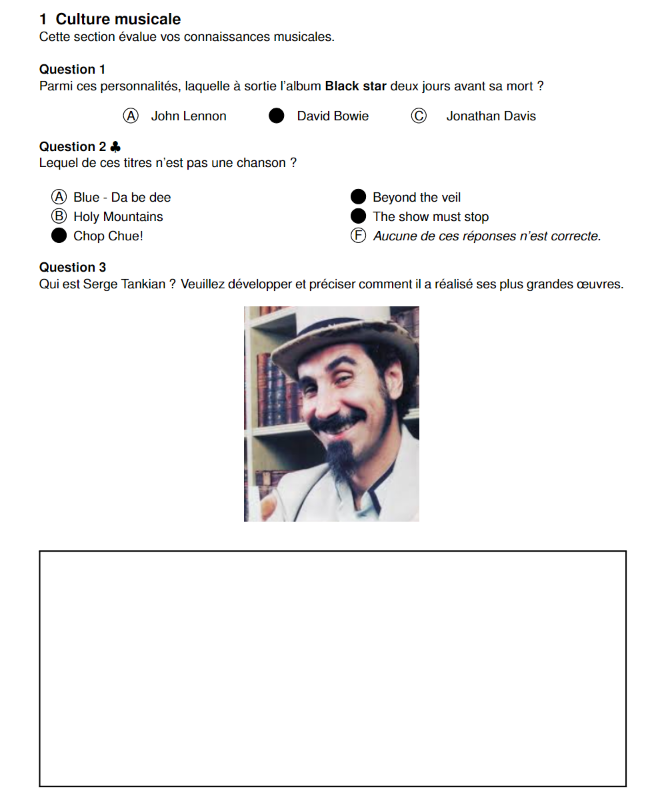 1 Culture musicale
Cette section évalue vos connaissances musicales.
Question 1
Parmi ces personnalités, laquelle à sortie l'album Black star deux jours avant sa mort ?
A John Lennon David Bowie C Jonathan Davis
Question 2 ♣
Lequel de ces titres n'est pas une chanson ?
A Blue - Da be dee
B Holy Mountains
Chop Chue!
Beyond the veil
The show must stop
F Aucune de ces réponses n'est correcte.
Question 3
Qui est Serge Tankian ? Veuillez développer et préciser comment il a réalisé ses plus grandes œuvres.